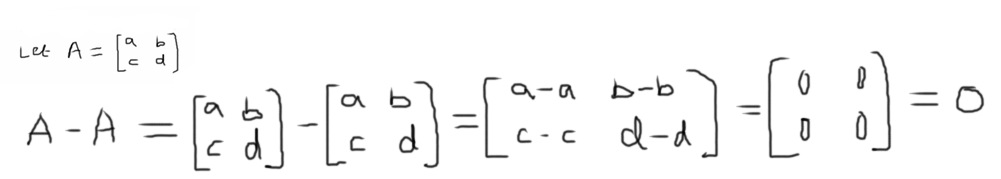 Let A = [a b; c d]
A - A = [a b; c d] - [a b; c d] = [a-a b-b; c-c d-d] = [0 0; 0 0] = 0